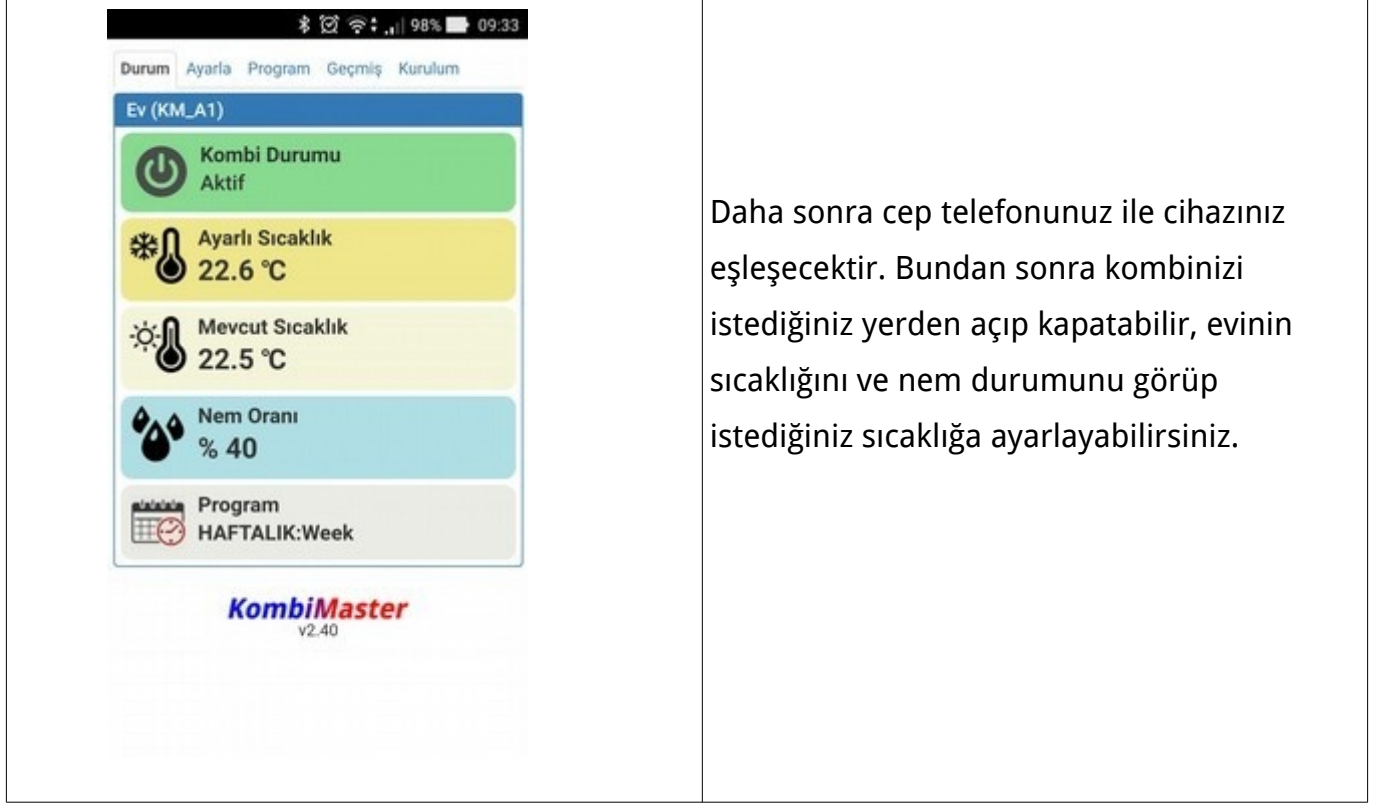 98% 09:33
Durum Ayarla Program Geçmiş Kurulum
Ev (KM_A1)
Kombi Durumu
Aktif
Ayarlı Sıcaklık
22.6 °C
Mevcut Sıcaklık
22.5 °C
Nem Oranı
% 40
Program
HAFTALIK:Week
KombiMaster
v2.40
Daha sonra cep telefonunuz ile cihazınız
eşleşecektir. Bundan sonra kombinizi
istediğiniz yerden açıp kapatabilir, evinin
sıcaklığını ve nem durumunu görüp
istediğiniz sıcaklığa ayarlayabilirsiniz.